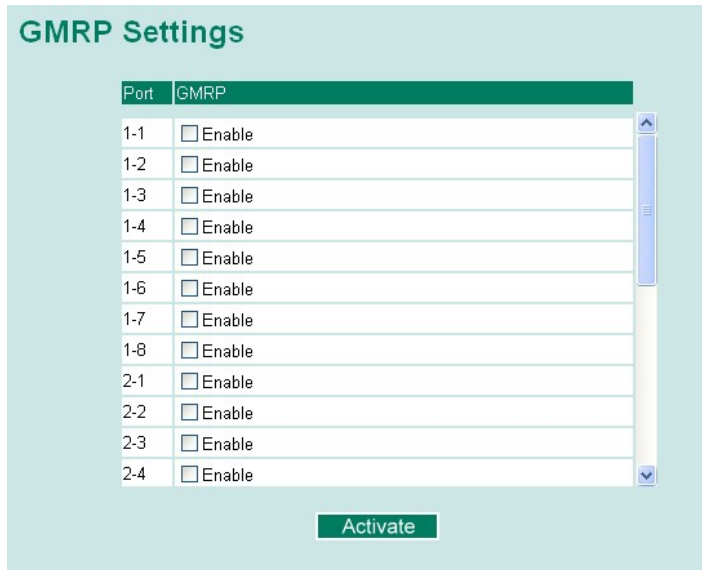 GMRP Settings
Port GMRP
1-1 Enable
1-2 Enable
1-3 Enable
1-4 Enable
1-5 Enable
1-6 Enable
1-7 Enable
1-8 Enable
2-1 Enable
2-2 Enable
2-3 Enable
2-4 Enable
Activate